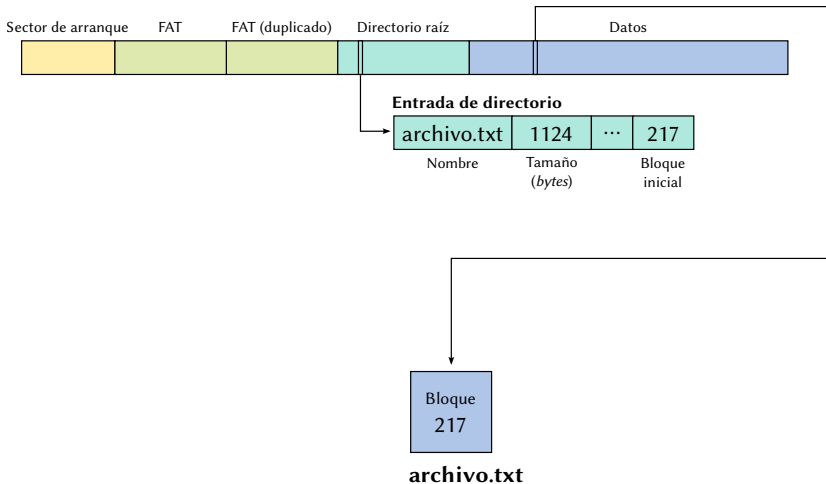 Sector de arranque FAT FAT (duplicado) Directorio raíz Datos
Entrada de directorio
archivo.txt 1124 ... 217
Nombre Tamaño Bloque
(bytes) inicial
Bloque
217
archivo.txt